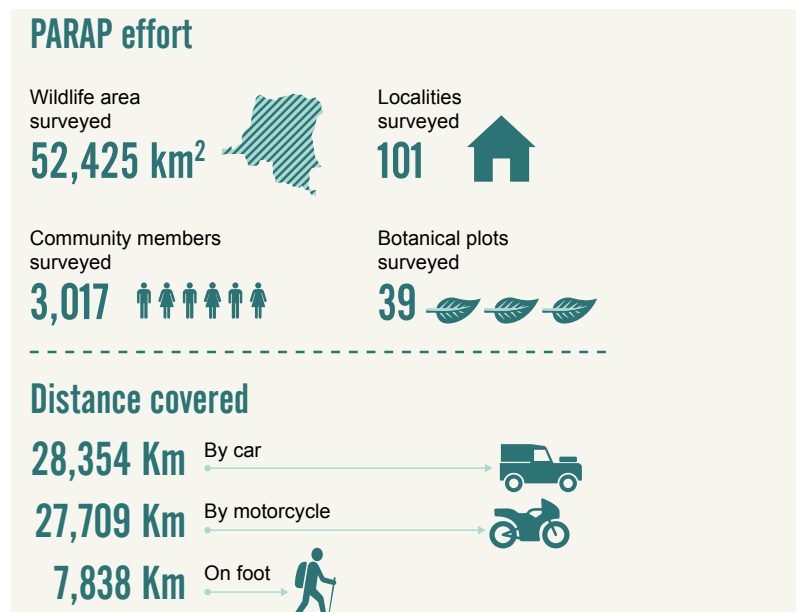 PARAP effort
Wildlife area
surveyed
52,425 km²
Localities
surveyed
101
Community members
surveyed
3,017
Botanical plots
surveyed
39
Distance covered
28,354 Km
By car
27,709 Km
By motorcycle
7,838 Km
On foot